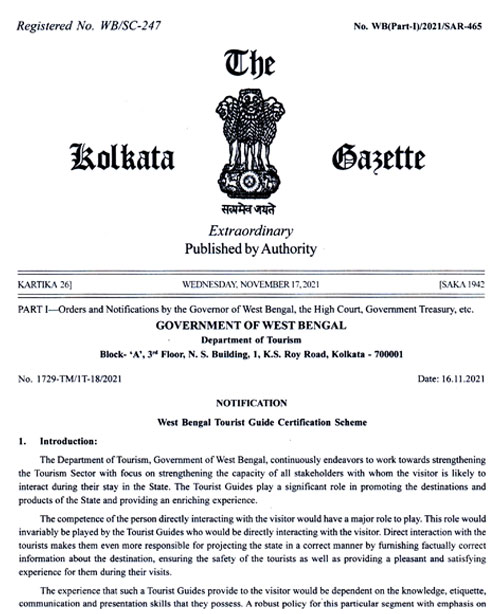 Registered No. WB/SC-247
No. WB(Part-I)/2021/SAR-465
The
Kolkata Gazette
सत्यमेव जयते
Extraordinary
Published by Authority
KARTIKA 26]
WEDNESDAY, NOVEMBER 17, 2021
[SAKA 1942
PART I—Orders and Notifications by the Governor of West Bengal, the High Court, Government Treasury, etc.
GOVERNMENT OF WEST BENGAL
Department of Tourism
Block- ‘A’, 3rd Floor, N. S. Building, 1, K.S. Roy Road, Kolkata - 700001
No. 1729-TM/1T-18/2021
Date: 16.11.2021
NOTIFICATION
West Bengal Tourist Guide Certification Scheme
1. Introduction:
The Department of Tourism, Government of West Bengal, continuously endeavors to work towards strengthening
the Tourism Sector with focus on strengthening the capacity of all stakeholders with whom the visitor is likely to
interact during their stay in the State. The Tourist Guides play a significant role in promoting the destinations and
products of the State and providing an enriching experience.
The competence of the person directly interacting with the visitor would have a major role to play. This role would
invariably be played by the Tourist Guides who would be directly interacting with the visitor. Direct interaction with the
tourists makes them even more responsible for projecting the state in a correct manner by furnishing factually correct
information about the destination, ensuring the safety of the tourists as well as providing a pleasant and satisfying
experience for them during their visits.
The experience that such a Tourist Guides provide to the visitor would be dependent on the knowledge, etiquette,
communication and presentation skills that they possess. A robust policy for this particular segment with emphasis on